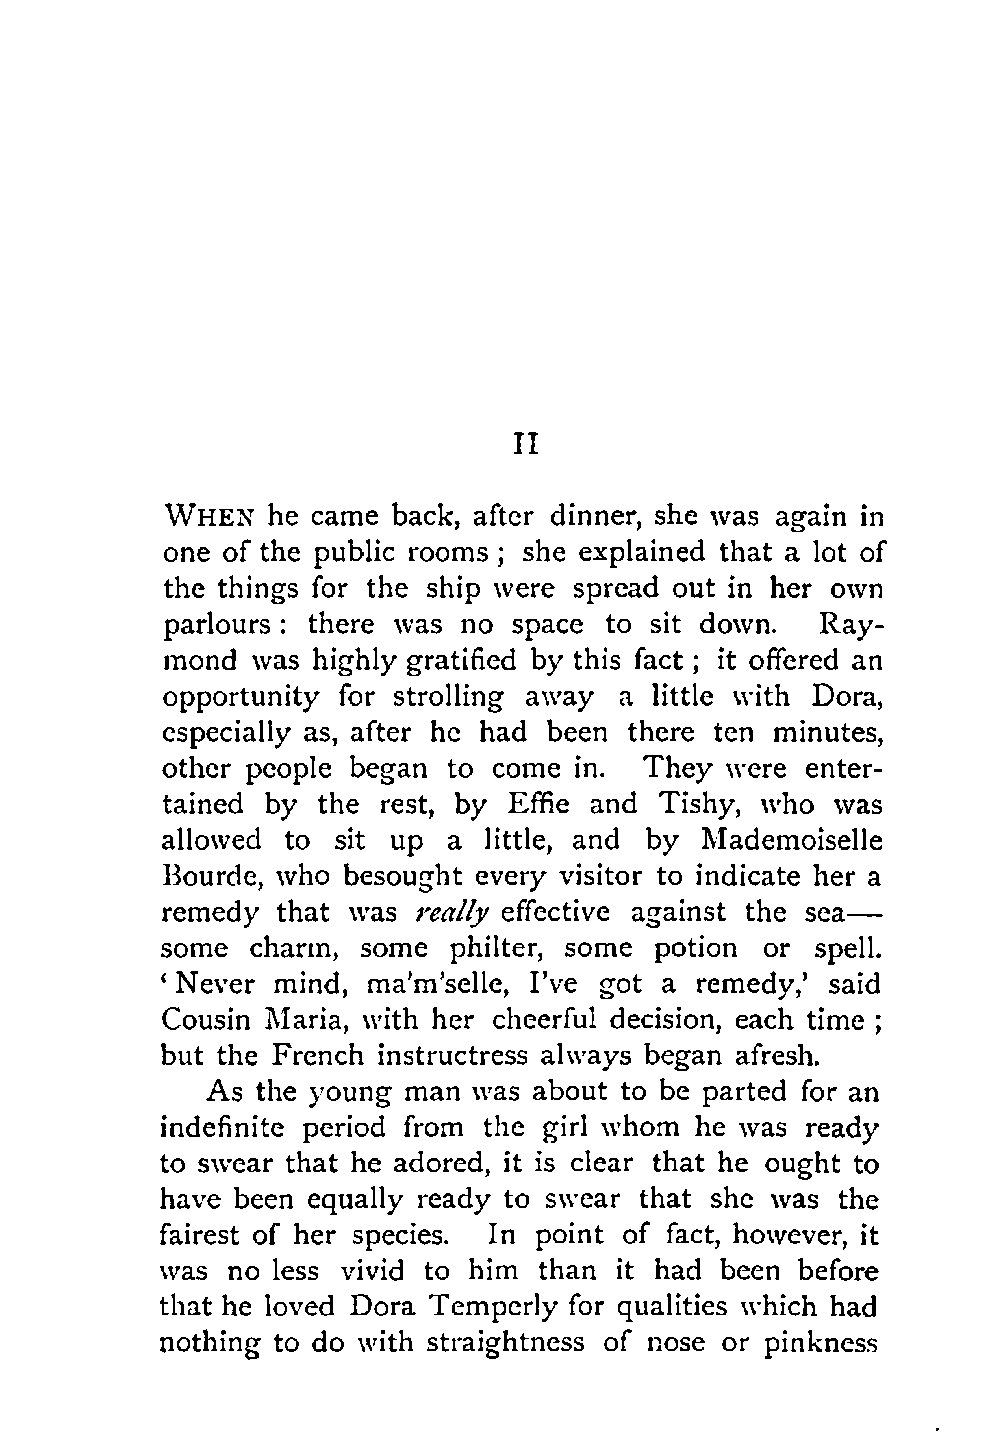 II
WHEN he came back, after dinner, she was again in
one of the public rooms ; she explained that a lot of
the things for the ship were spread out in her own
parlours : there was no space to sit down. Ray-
mond was highly gratified by this fact ; it offered an
opportunity for strolling away a little with Dora,
especially as, after he had been there ten minutes,
other people began to come in. They were enter-
tained by the rest, by Effie and Tishy, who was
allowed to sit up a little, and by Mademoiselle
Bourde, who besought every visitor to indicate her a
remedy that was really effective against the sea—
some charm, some philter, some potion or spell.
‘ Never mind, ma'm'selle, I've got a remedy,’ said
Cousin Maria, with her cheerful decision, each time ;
but the French instructress always began afresh.
As the young man was about to be parted for an
indefinite period from the girl whom he was ready
to swear that he adored, it is clear that he ought to
have been equally ready to swear that she was the
fairest of her species. In point of fact, however, it
was no less vivid to him than it had been before
that he loved Dora Temperly for qualities which had
nothing to do with straightness of nose or pinkness